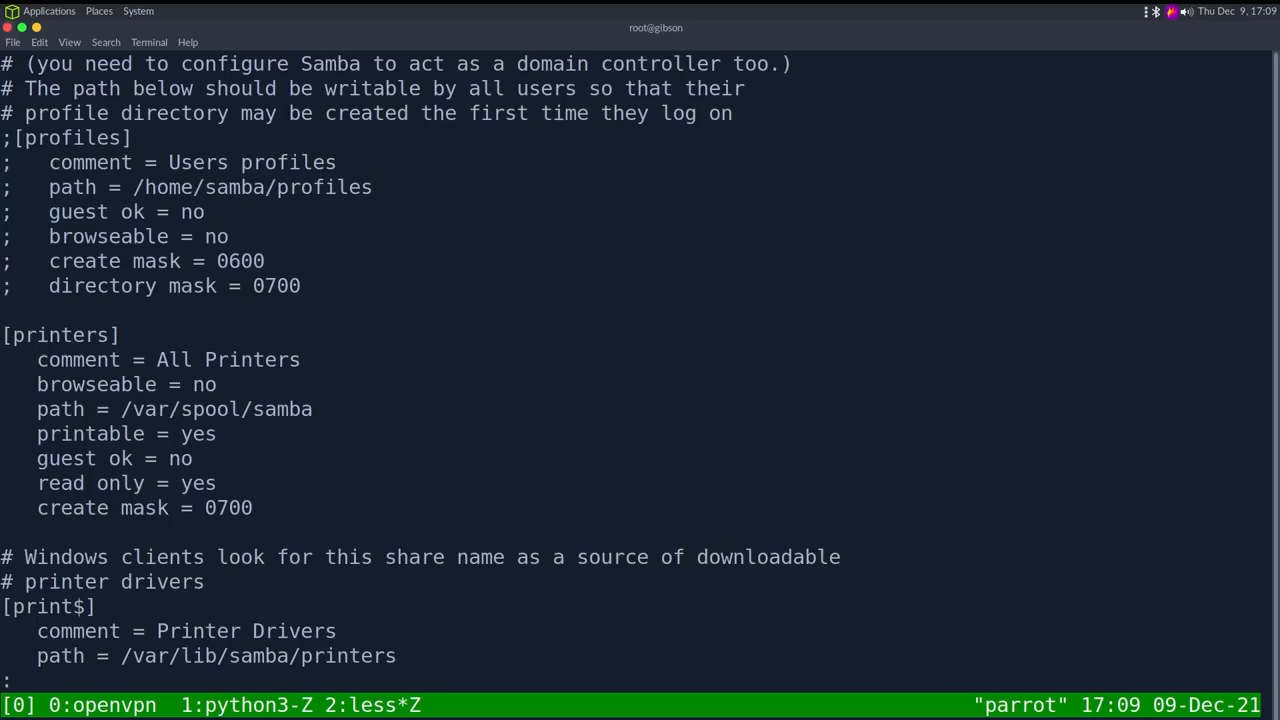 Applications Places System Thu Dec 9, 17:09
root@gibson
File Edit View Search Terminal Help
# (you need to configure Samba to act as a domain controller too.)
# The path below should be writable by all users so that their
# profile directory may be created the first time they log on
;[profiles]
;   comment = Users profiles
;   path = /home/samba/profiles
;   guest ok = no
;   browseable = no
;   create mask = 0600
;   directory mask = 0700

[printers]
   comment = All Printers
   browseable = no
   path = /var/spool/samba
   printable = yes
   guest ok = no
   read only = yes
   create mask = 0700

# Windows clients look for this share name as a source of downloadable
# printer drivers
[print$]
   comment = Printer Drivers
   path = /var/lib/samba/printers
:
[0] 0:openvpn  1:python3-Z 2:less*Z "parrot" 17:09 09-Dec-21